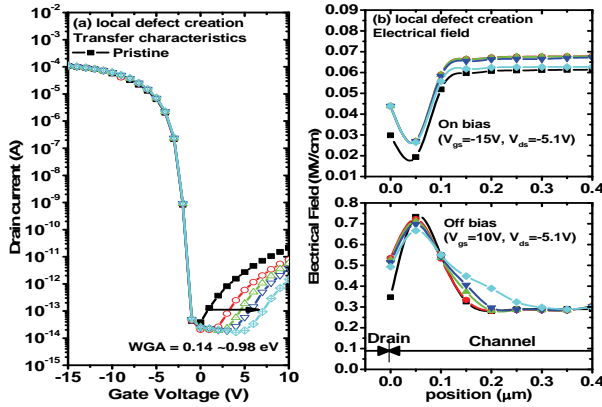 (a) local defect creation
Transfer characteristics
Pristine
WGA = 0.14 ~0.98 eV
Drain current (A)
10^-3
10^-4
10^-5
10^-6
10^-7
10^-8
10^-9
10^-10
10^-11
10^-12
10^-13
10^-14
10^-15
-15 -10 -5 0 5 10
Gate Voltage (V)
(b) local defect creation
Electrical field
On bias
(Vgs=-15V, Vds=-5.1V)
0.09
0.08
0.07
0.06
0.05
0.04
0.03
0.02
0.01
Electrical Field (MV/cm)
Off bias
(Vgs=10V, Vds=-5.1V)
0.8
0.7
0.6
0.5
0.4
0.3
0.2
0.1
Drain Channel
0.0 0.1 0.2 0.3 0.4
position (μm)